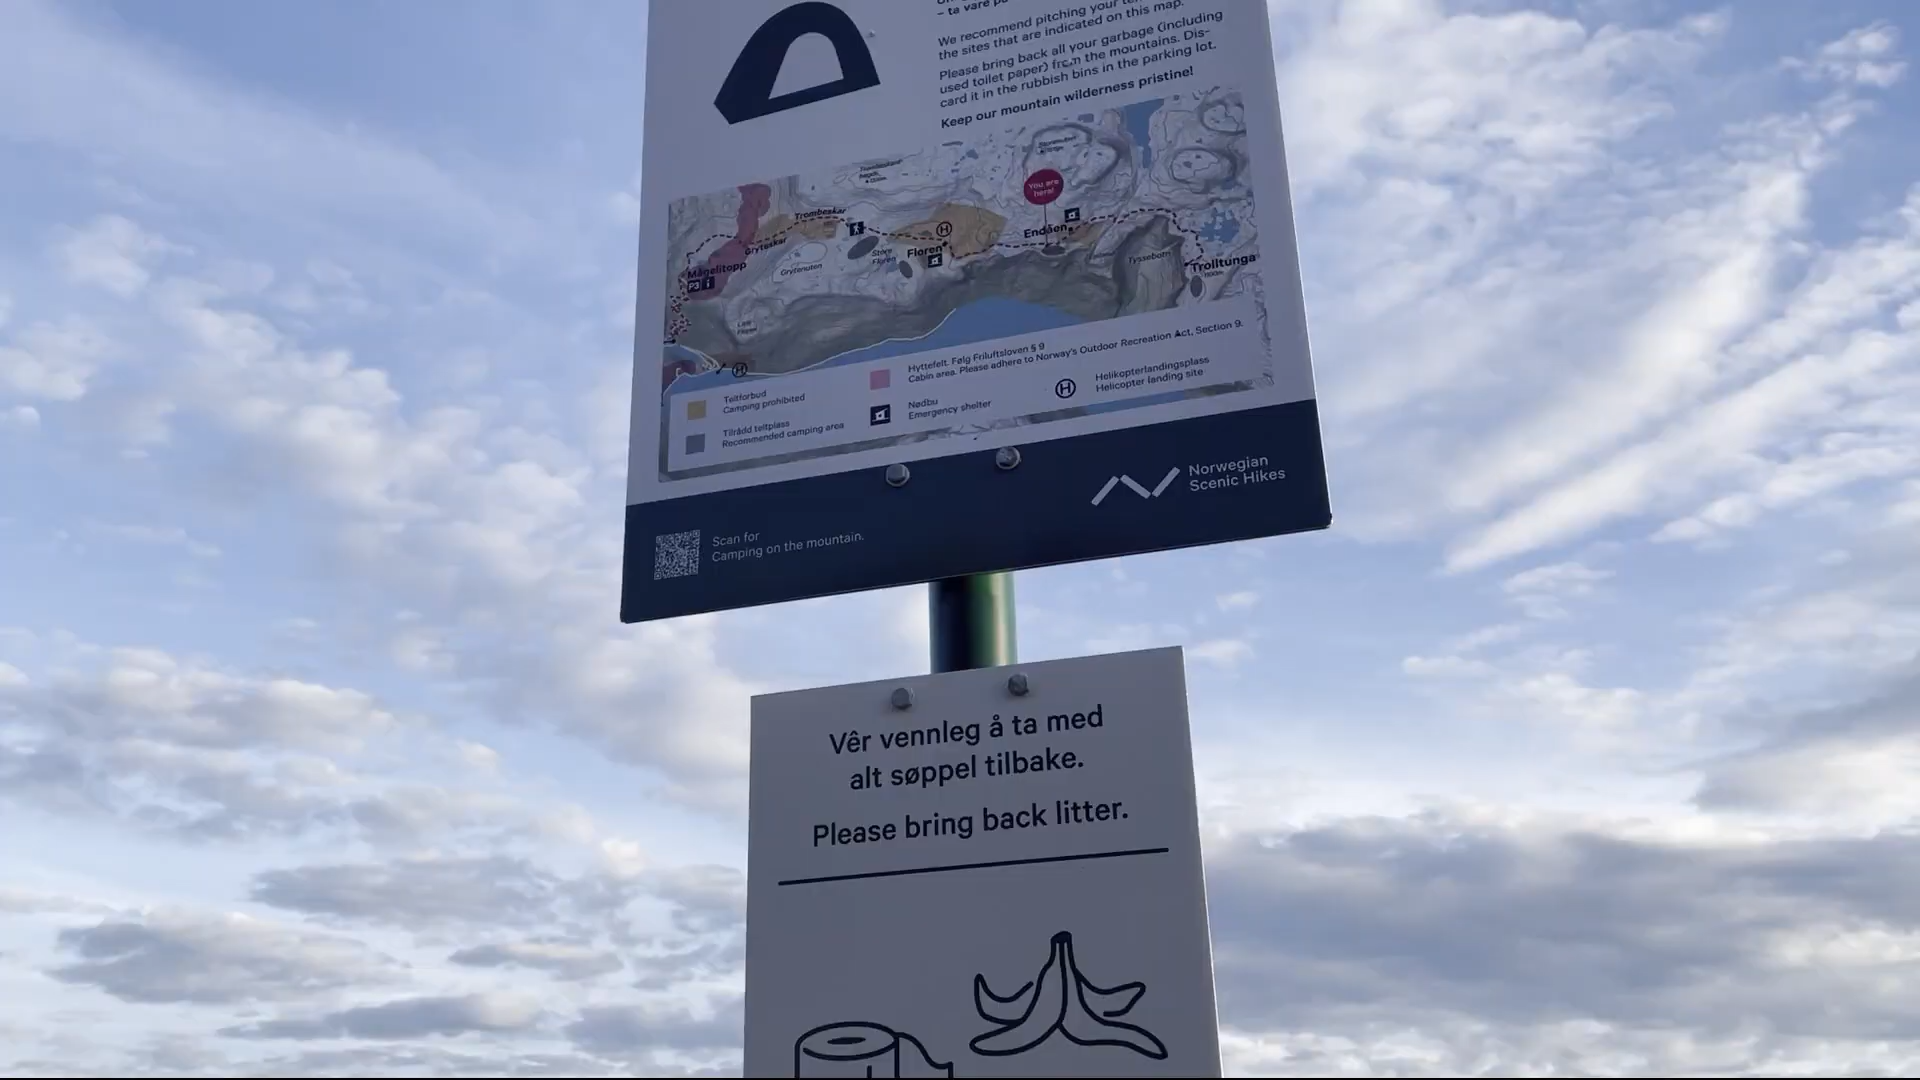 – ta vare
We recommend pitching your
the sites that are indicated on this map.
Please bring back all your garbage (including
used toilet paper) from the mountains. Dis-
card it in the rubbish bins in the parking lot.
Keep our mountain wilderness pristine!
You are
here!
Trombeskar
Gryteskar
Mågelitopp
P3 i
Grytenuten
Store
Floren
Floren
H
Endåen
Tyssebotn
Trolltunga
H
Teltforbud
Camping prohibited
Tilrådd teltplass
Recommended camping area
Hyttefelt. Følg Friluftsloven § 9
Cabin area. Please adhere to Norway's Outdoor Recreation Act, Section 9.
Nødbu
Emergency shelter
H
Helikopterlandingsplass
Helicopter landing site
Norwegian
Scenic Hikes
Scan for
Camping on the mountain.
Vêr vennleg å ta med
alt søppel tilbake.
Please bring back litter.